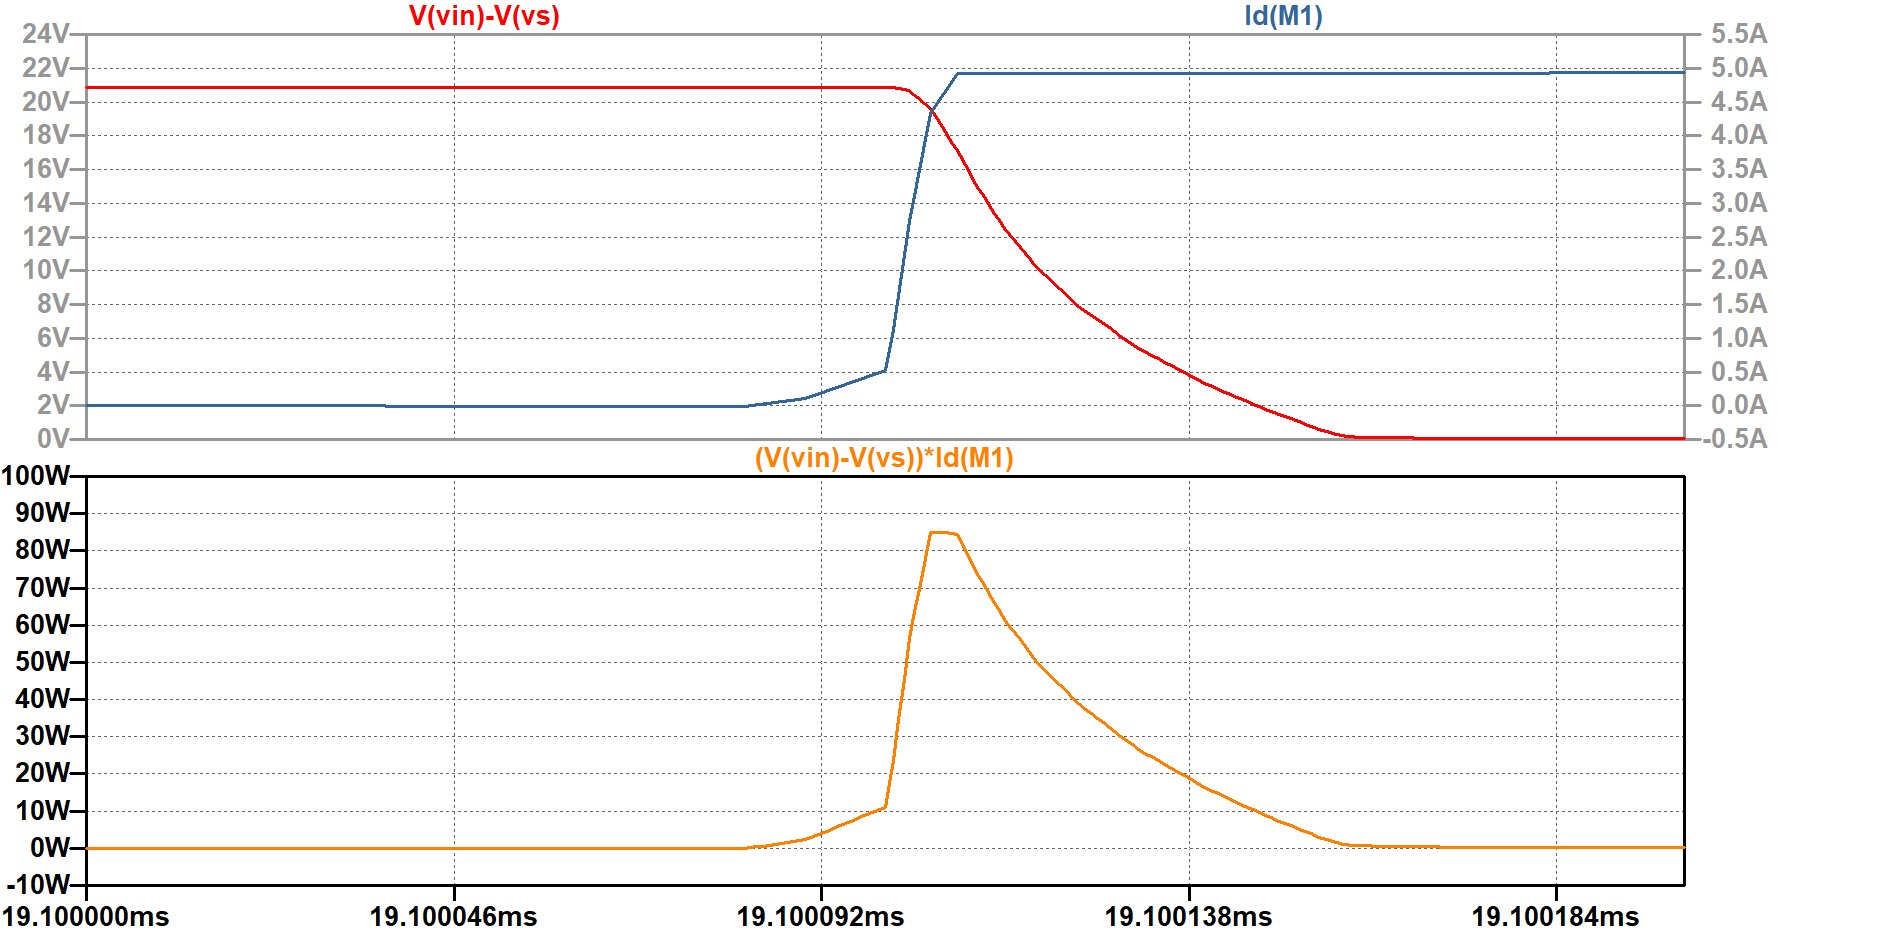 V(vin)-V(vs) Id(M1)
24V 5.5A
22V 5.0A
20V 4.5A
18V 4.0A
16V 3.5A
14V 3.0A
12V 2.5A
10V 2.0A
8V 1.5A
6V 1.0A
4V 0.5A
2V 0.0A
0V -0.5A
(V(vin)-V(vs))*Id(M1)
100W
90W
80W
70W
60W
50W
40W
30W
20W
10W
0W
-10W
19.100000ms 19.100046ms 19.100092ms 19.100138ms 19.100184ms